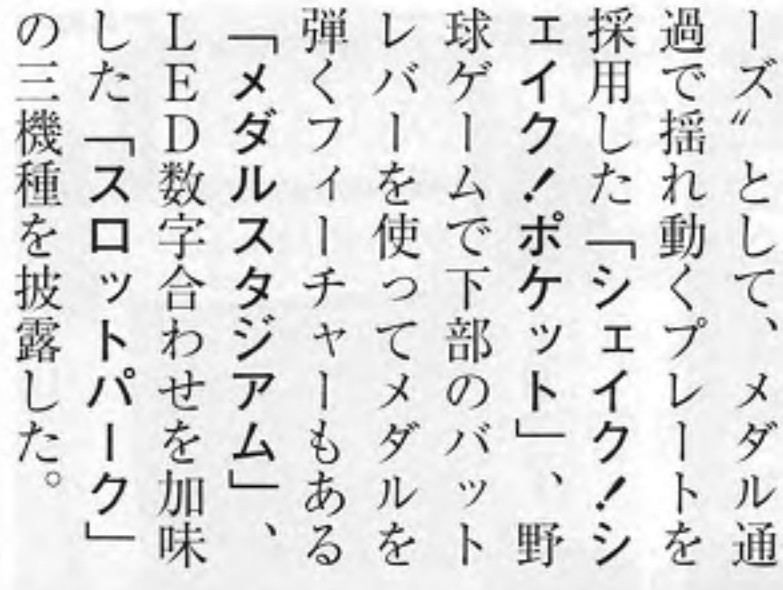 ーズ〟として、メダル通
過で揺れ動くプレートを
採用した「シェイク！シ
ェイク！ポケット」、野
球ゲームで下部のバット
レバーを使ってメダルを
弾くフィーチャーもある
「メダルスタジアム」、
ＬＥＤ数字合わせを加味
した「スロットパーク」
の三機種を披露した。